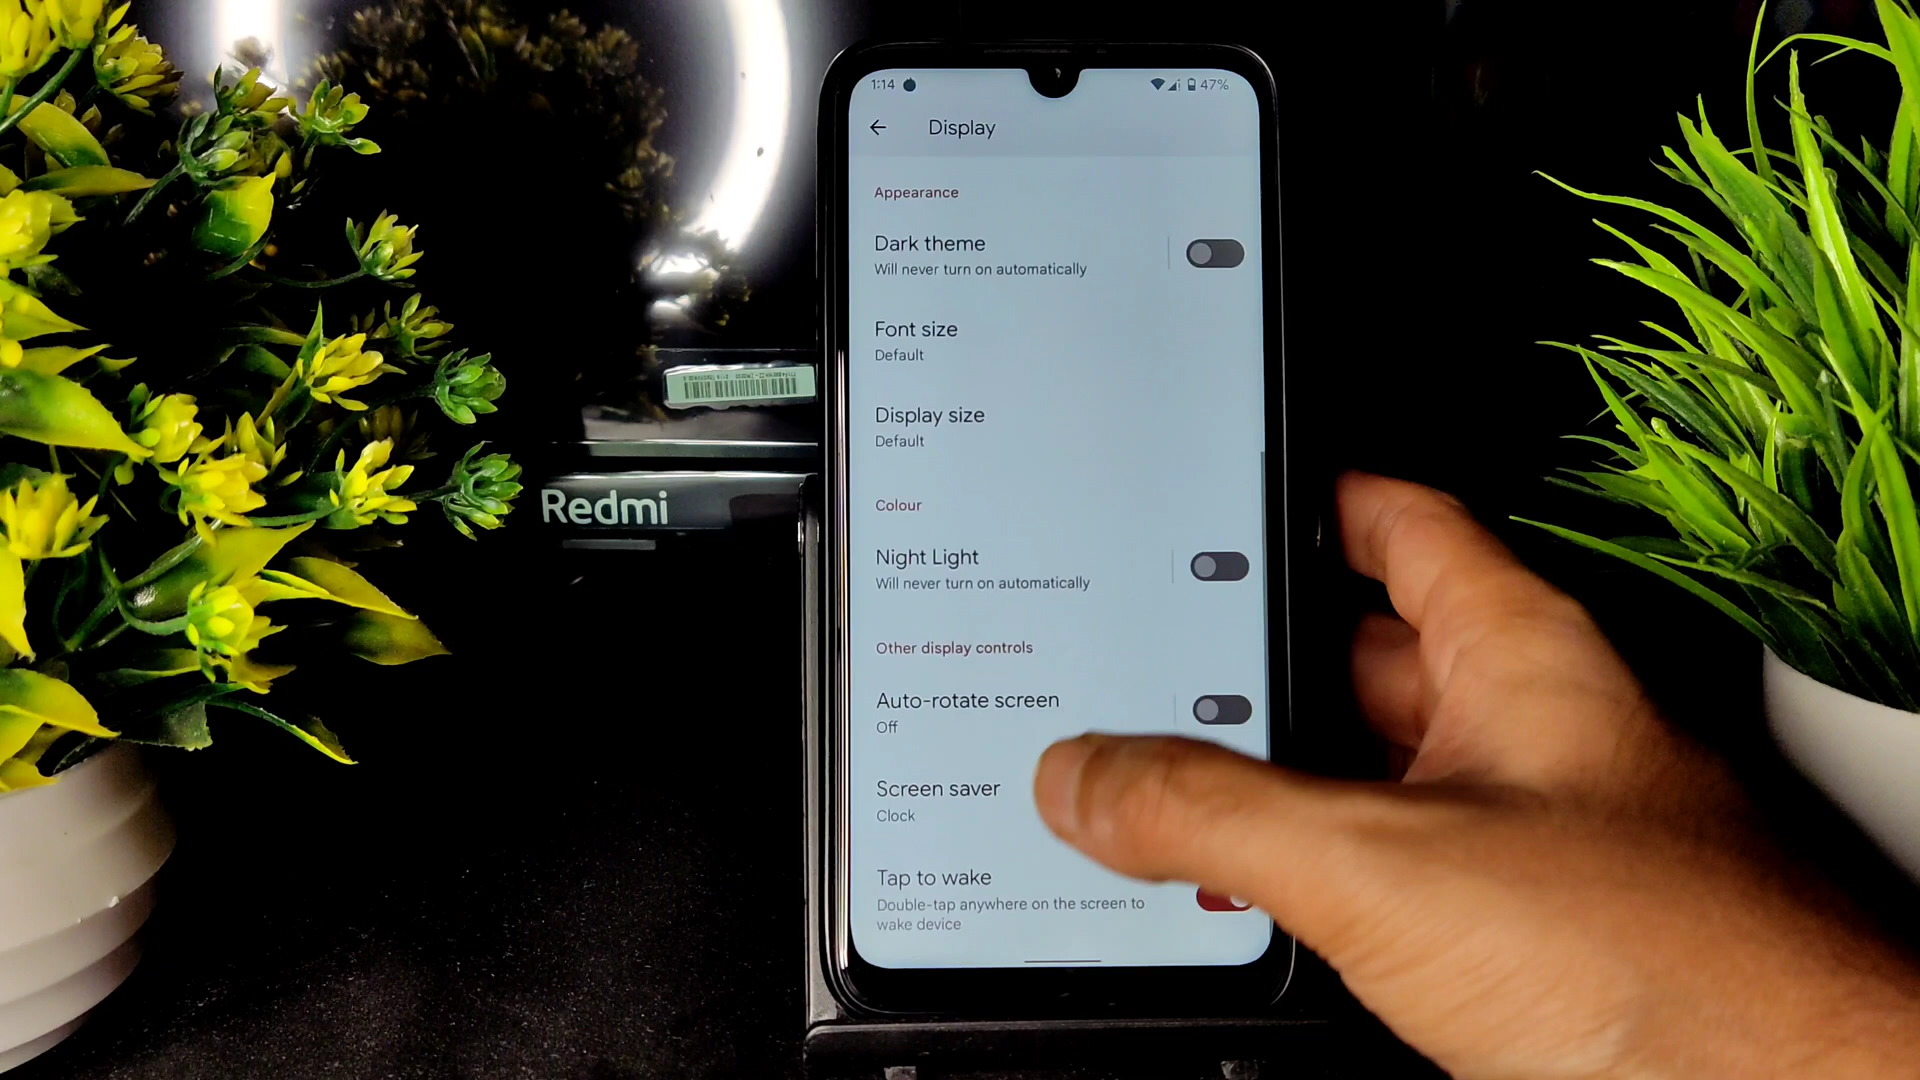 1:14
47%
Display
Appearance
Dark theme
Will never turn on automatically
Font size
Default
Display size
Default
Colour
Night Light
Will never turn on automatically
Other display controls
Auto-rotate screen
Off
Screen saver
Clock
Tap to wake
Double-tap anywhere on the screen to
wake device
Redmi